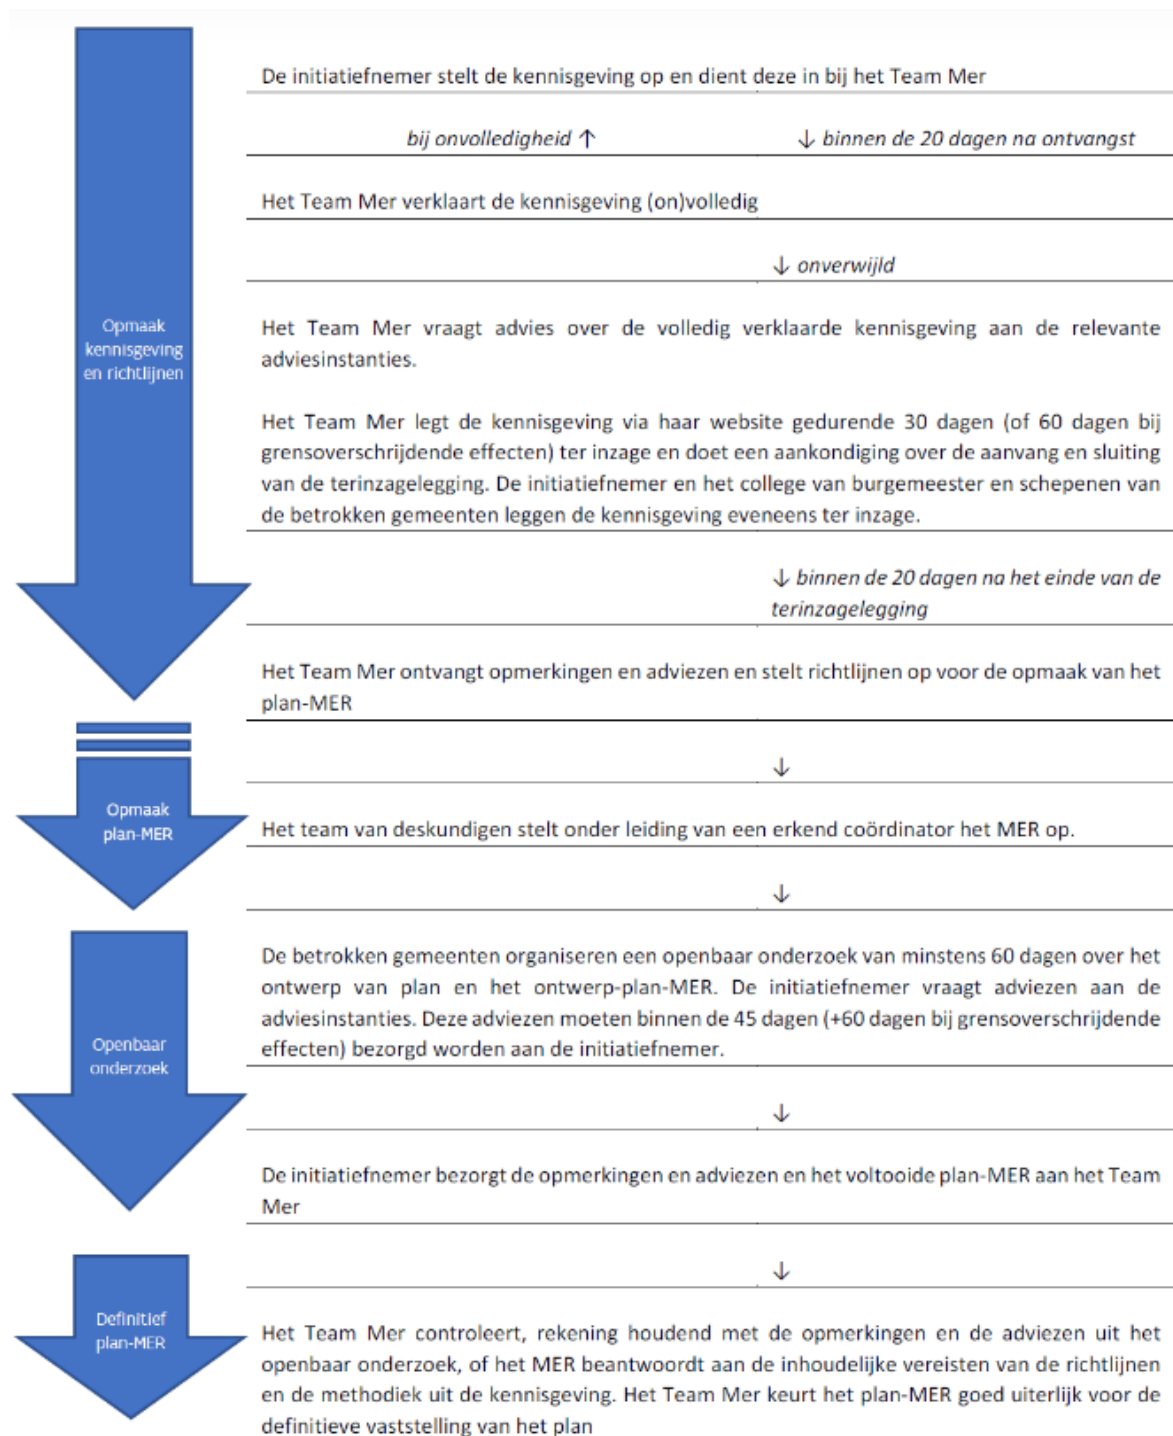 De initiatiefnemer stelt de kennisgeving op en dient deze in bij het Team Mer
bij onvolledigheid ↑
↓ binnen de 20 dagen na ontvangst
Het Team Mer verklaart de kennisgeving (on)volledig
↓ onverwijld
Opmaak
kennisgeving
en richtlijnen
Het Team Mer vraagt advies over de volledig verklaarde kennisgeving aan de relevante
adviesinstanties.
Het Team Mer legt de kennisgeving via haar website gedurende 30 dagen (of 60 dagen bij
grensoverschrijdende effecten) ter inzage en doet een aankondiging over de aanvang en sluiting
van de terinzagelegging. De initiatiefnemer en het college van burgemeester en schepenen van
de betrokken gemeenten leggen de kennisgeving eveneens ter inzage.
↓ binnen de 20 dagen na het einde van de
terinzagelegging
Het Team Mer ontvangt opmerkingen en adviezen en stelt richtlijnen op voor de opmaak van het
plan-MER
↓
Opmaak
plan-MER
Het team van deskundigen stelt onder leiding van een erkend coördinator het MER op.
↓
Openbaar
onderzoek
De betrokken gemeenten organiseren een openbaar onderzoek van minstens 60 dagen over het
ontwerp van plan en het ontwerp-plan-MER. De initiatiefnemer vraagt adviezen aan de
adviesinstanties. Deze adviezen moeten binnen de 45 dagen (+60 dagen bij grensoverschrijdende
effecten) bezorgd worden aan de initiatiefnemer.
↓
De initiatiefnemer bezorgt de opmerkingen en adviezen en het voltooide plan-MER aan het Team
Mer
↓
Definitief
plan-MER
Het Team Mer controleert, rekening houdend met de opmerkingen en de adviezen uit het
openbaar onderzoek, of het MER beantwoordt aan de inhoudelijke vereisten van de richtlijnen
en de methodiek uit de kennisgeving. Het Team Mer keurt het plan-MER goed uiterlijk voor de
definitieve vaststelling van het plan